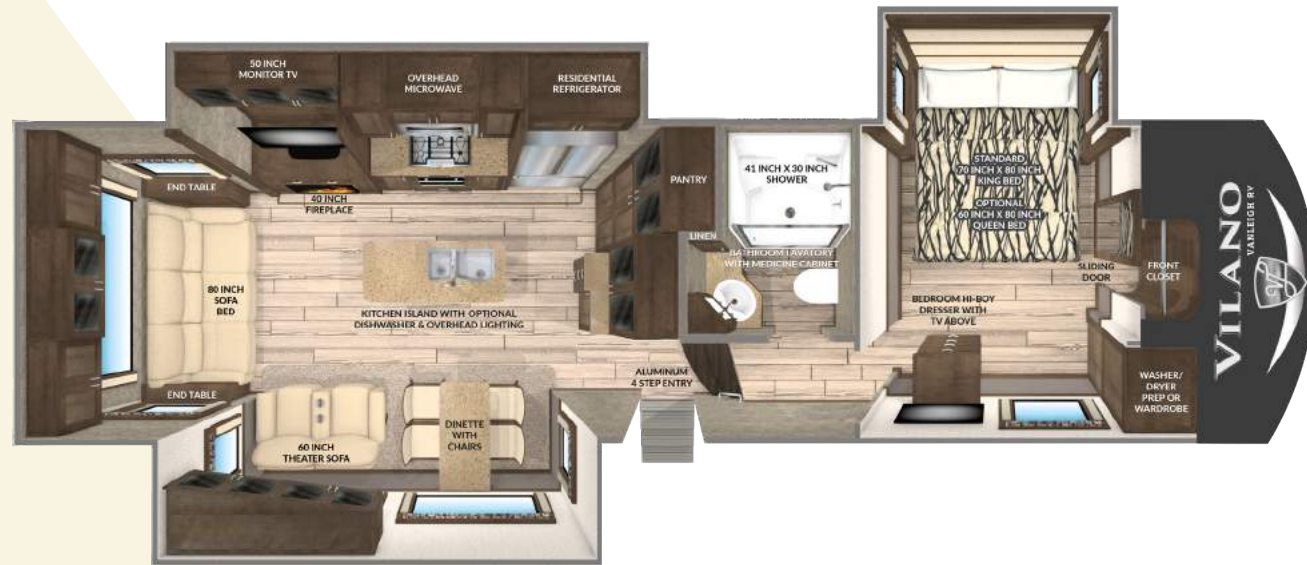 50 INCH
MONITOR TV
OVERHEAD
MICROWAVE
RESIDENTIAL
REFRIGERATOR
END TABLE
40 INCH
FIREPLACE
PANTRY
41 INCH X 30 INCH
SHOWER
LINEN
BATHROOM LAVATORY
WITH MEDICINE CABINET
STANDARD
70 INCH X 80 INCH
KING BED
OPTIONAL
60 INCH X 80 INCH
QUEEN BED
SLIDING
DOOR
FRONT
CLOSET
80 INCH
SOFA
BED
KITCHEN ISLAND WITH OPTIONAL
DISHWASHER & OVERHEAD LIGHTING
BEDROOM HI-BOY
DRESSER WITH
TV ABOVE
ALUMINUM
4 STEP ENTRY
WASHER/
DRYER
PREP OR
WARDROBE
END TABLE
60 INCH
THEATER SOFA
DINETTE
WITH
CHAIRS
VILANO
VANLEIGH RV